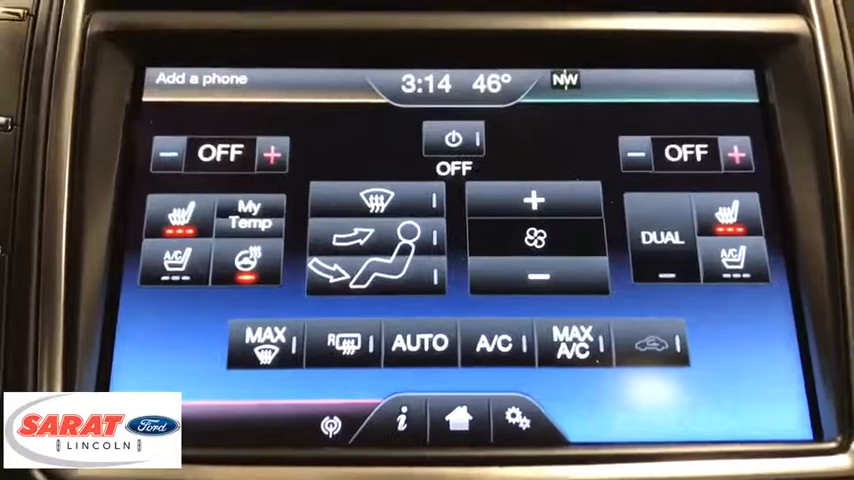 Add a phone 3:14 46° NW
OFF
− OFF +
− OFF +
My Temp
A/C
+
−
DUAL
A/C
MAX
R
AUTO
A/C
MAX A/C
i
SARAT
Ford
LINCOLN